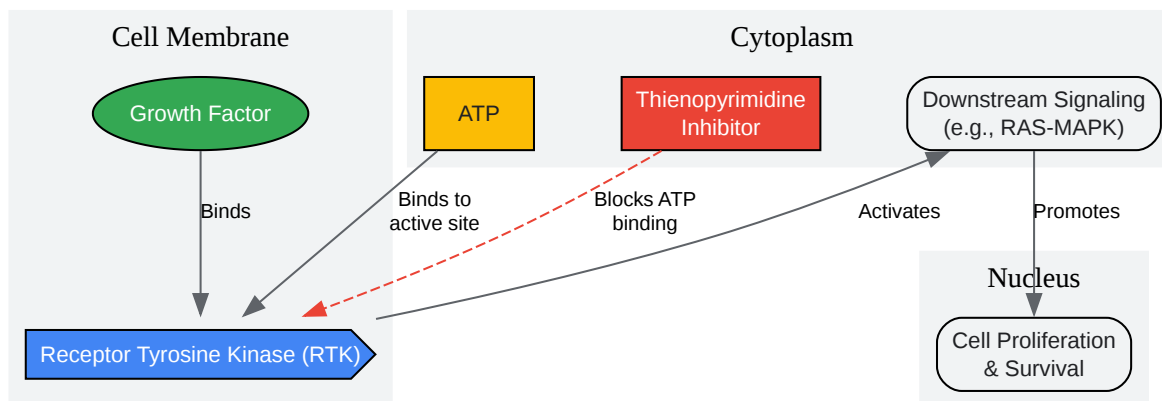 Cell Membrane
Cytoplasm
Growth Factor
ATP
Thienopyrimidine
Inhibitor
Downstream Signaling
(e.g., RAS-MAPK)
Binds
Binds to
active site
Blocks ATP
binding
Activates
Promotes
Nucleus
Receptor Tyrosine Kinase (RTK)
Cell Proliferation
& Survival